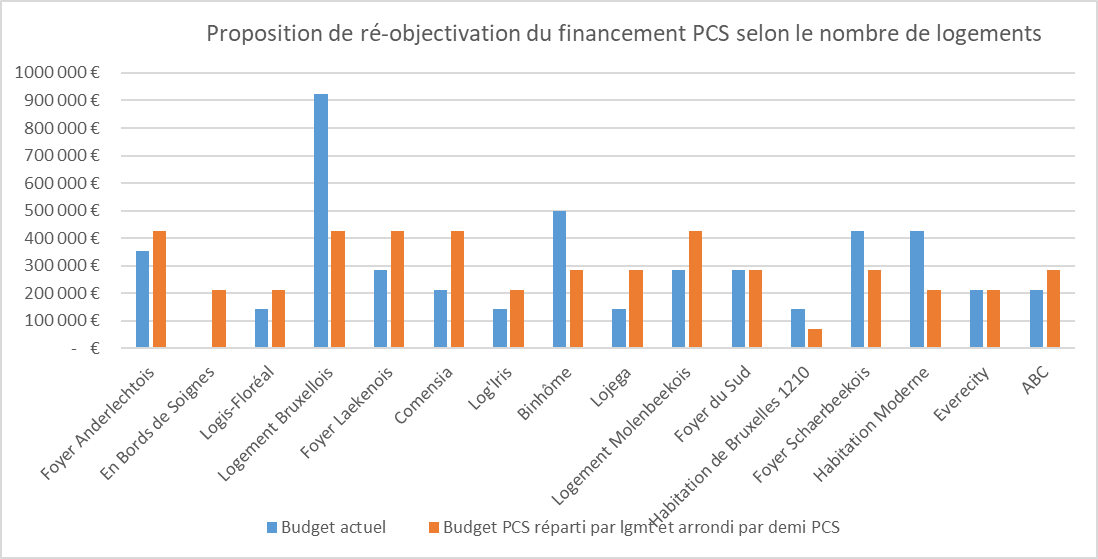 Proposition de ré-objectivation du financement PCS selon le nombre de logements
1000 000 €
900 000 €
800 000 €
700 000 €
600 000 €
500 000 €
400 000 €
300 000 €
200 000 €
100 000 €
- €
Foyer Anderlechtois
En Bords de Soignes
Logis-Floréal
Logement Bruxellois
Foyer Laekenois
Comensia
Log'Iris
Binhôme
Lojega
Logement Molenbeekois
Foyer du Sud
Habitation de Bruxelles 1210
Foyer Schaerbeekois
Habitation Moderne
Everecity
ABC
Budget actuel
Budget PCS réparti par lgmt et arrondi par demi PCS